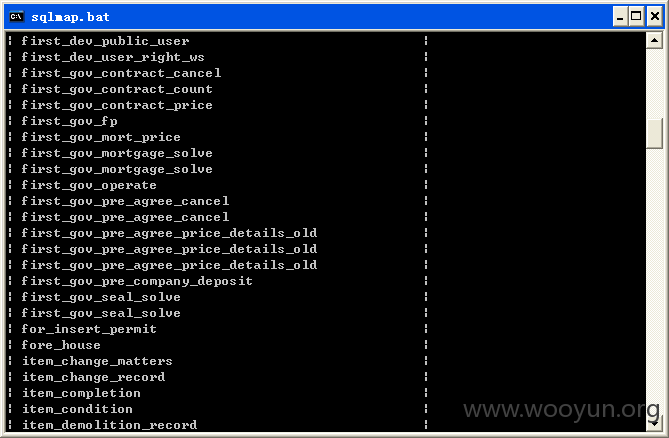 sqlmap.bat
¦ first_dev_public_user ¦
¦ first_dev_user_right_ws ¦
¦ first_gov_contract_cancel ¦
¦ first_gov_contract_count ¦
¦ first_gov_contract_price ¦
¦ first_gov_fp ¦
¦ first_gov_mort_price ¦
¦ first_gov_mortgage_solve ¦
¦ first_gov_mortgage_solve ¦
¦ first_gov_operate ¦
¦ first_gov_pre_agree_cancel ¦
¦ first_gov_pre_agree_cancel ¦
¦ first_gov_pre_agree_price_details_old ¦
¦ first_gov_pre_agree_price_details_old ¦
¦ first_gov_pre_agree_price_details_old ¦
¦ first_gov_pre_company_deposit ¦
¦ first_gov_seal_solve ¦
¦ first_gov_seal_solve ¦
¦ for_insert_permit ¦
¦ fore_house ¦
¦ item_change_matters ¦
¦ item_change_record ¦
¦ item_completion ¦
¦ item_condition ¦
¦ item_demolition_record ¦
www.wooyun.org